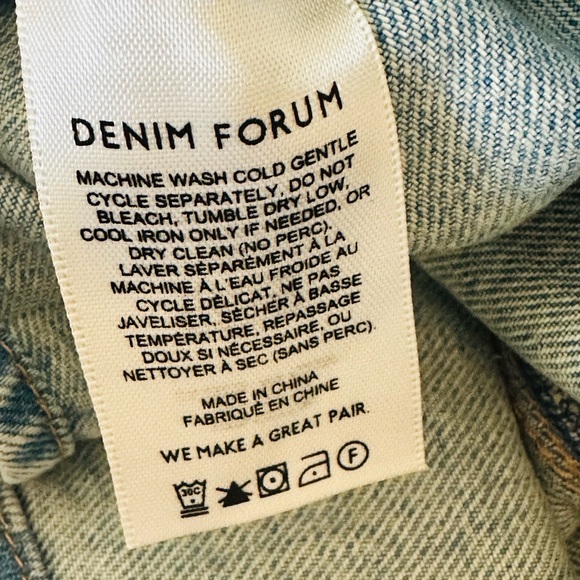 DENIM FORUM
MACHINE WASH COLD GENTLE
CYCLE SEPARATELY, DO NOT
BLEACH, TUMBLE DRY LOW,
COOL IRON ONLY IF NEEDED, OR
DRY CLEAN (NO PERC).
LAVER SÉPARÉMENT À LA
MACHINE À L'EAU FROIDE AU
CYCLE DÉLICAT, NE PAS
JAVELISER, SÉCHER À BASSE
TEMPÉRATURE, REPASSAGE
DOUX SI NÉCESSAIRE, OU
NETTOYER À SEC (SANS PERC).
MADE IN CHINA
FABRIQUÉ EN CHINE
WE MAKE A GREAT PAIR.
30C F